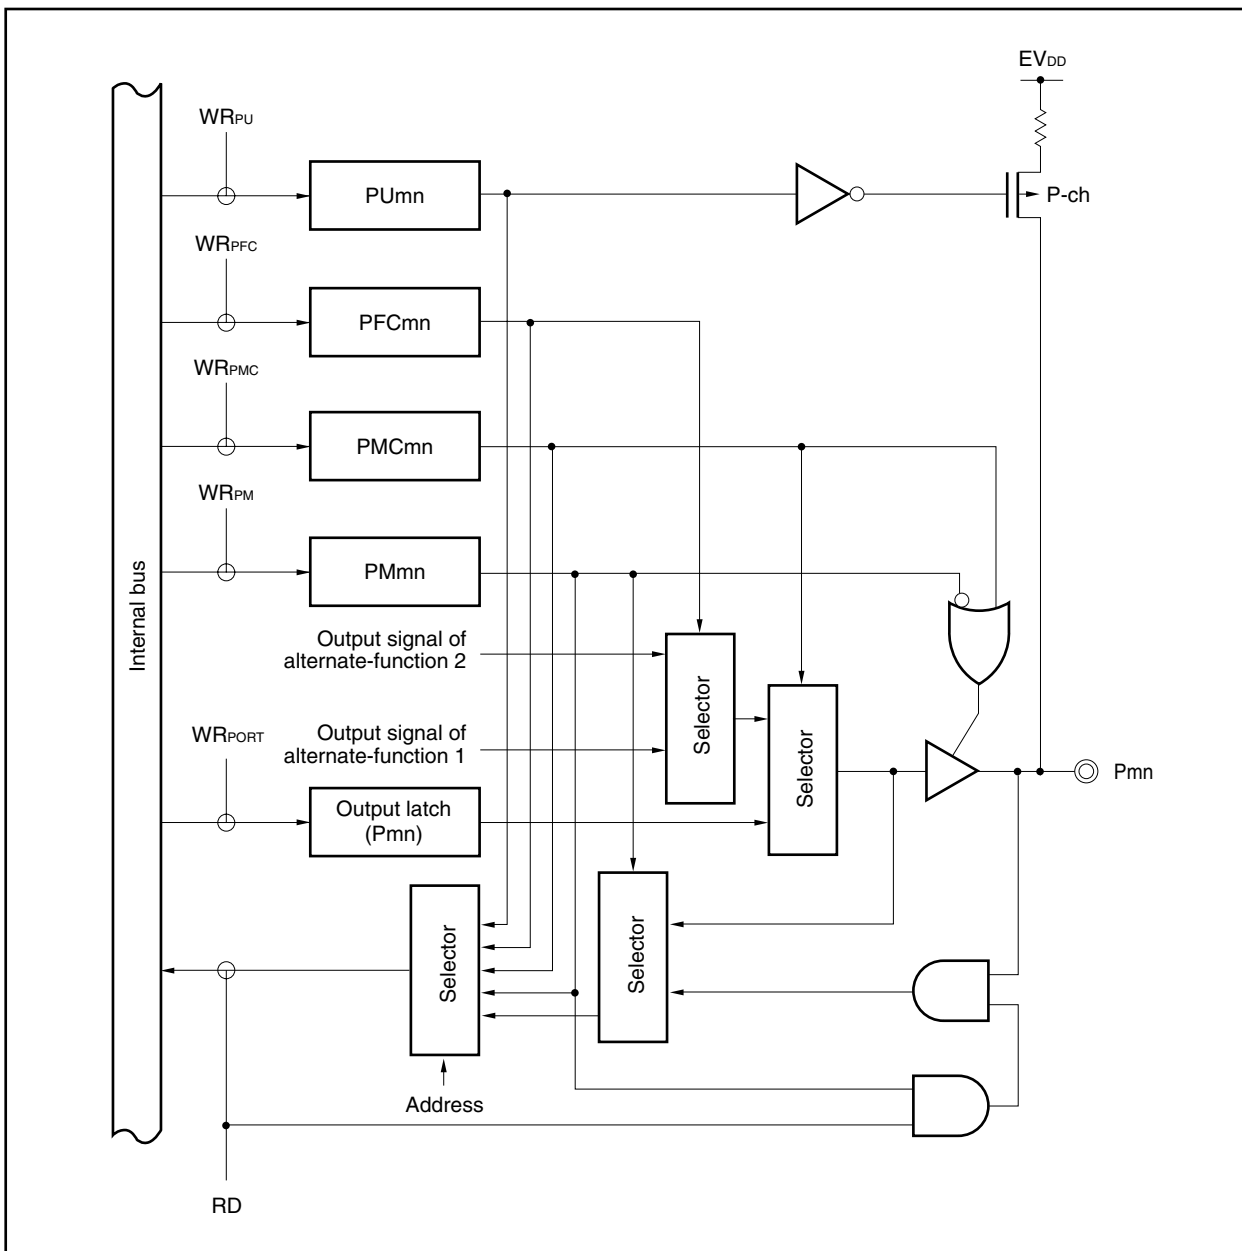 EVDD
WRPU
PUmn
P-ch
WRPFC
PFCmn
WRPMC
PMCmn
WRPM
PMmn
Internal bus
Output signal of
alternate-function 2
Selector
Output signal of
alternate-function 1
Selector
WRPORT
Pmn
Output latch
(Pmn)
Selector
Selector
Address
RD